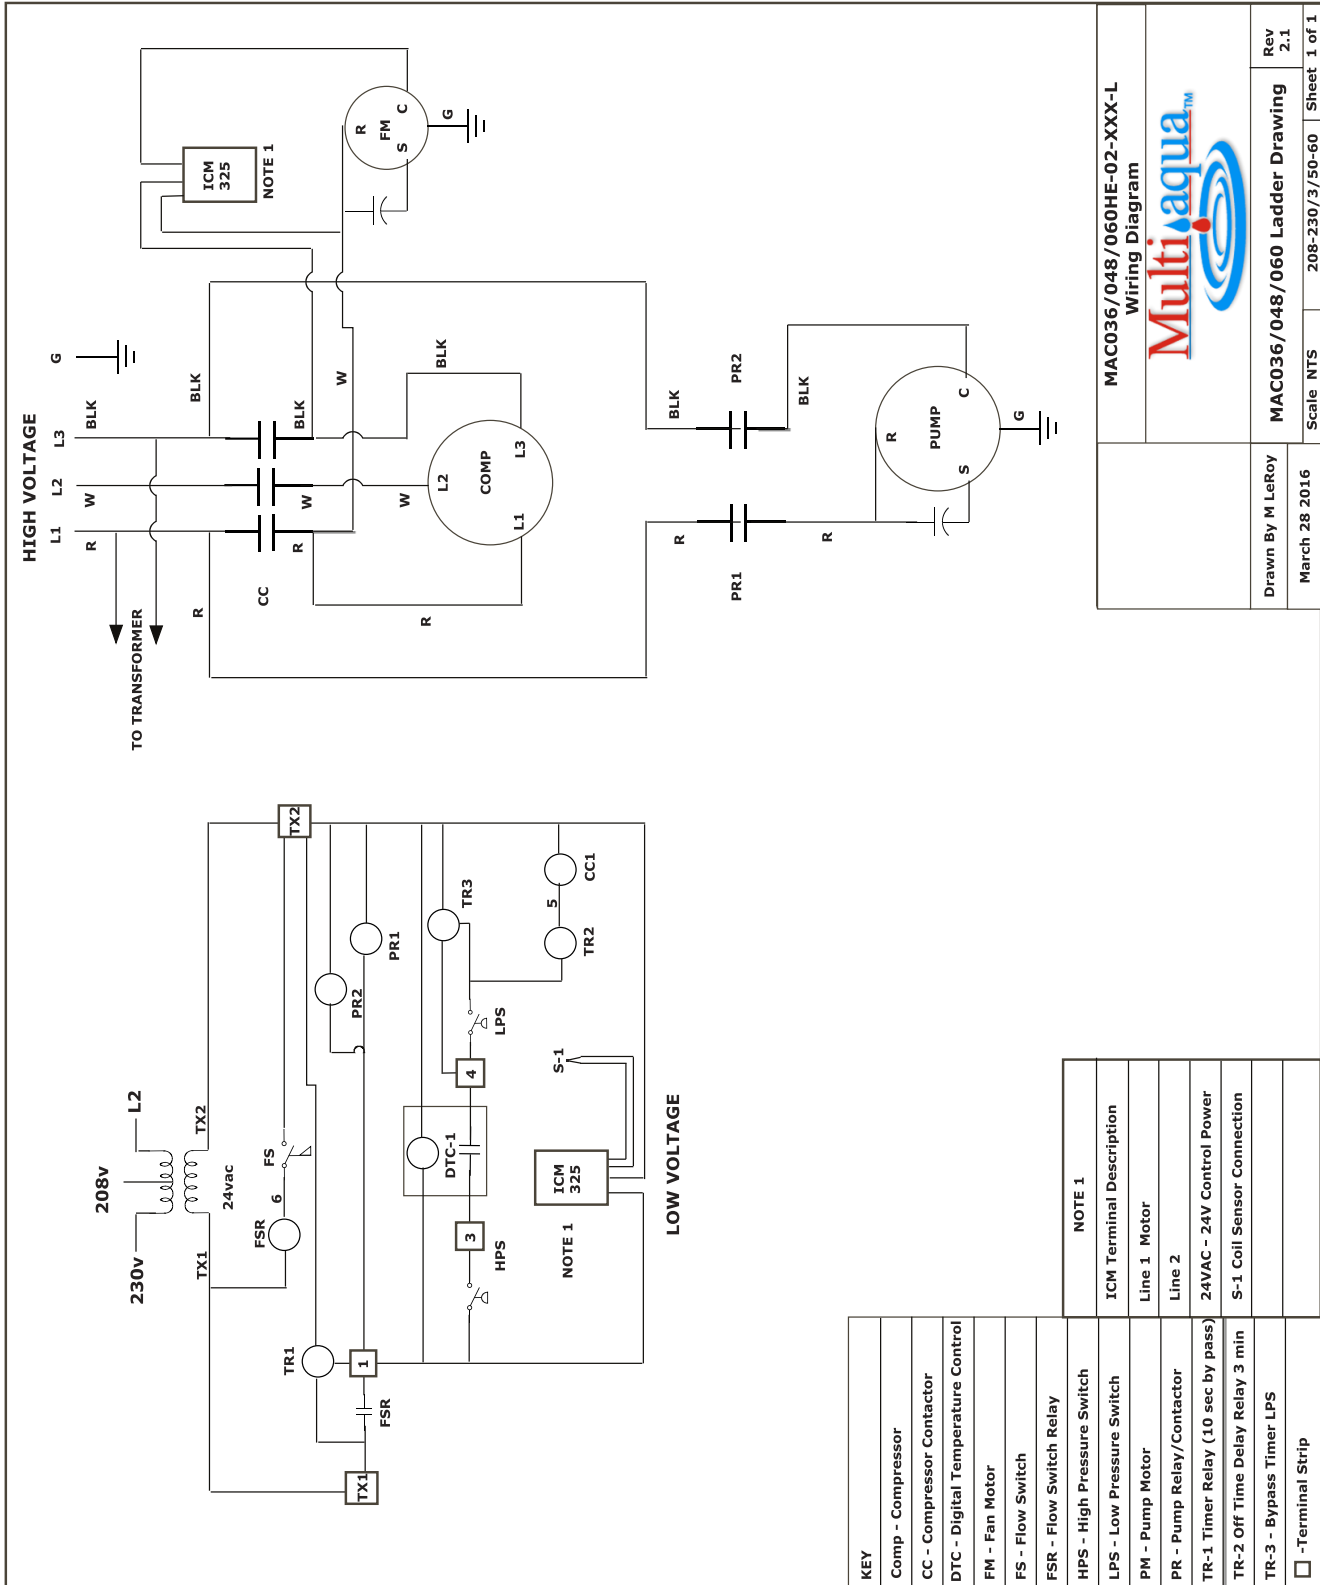 HIGH VOLTAGE
L1
L2
L3
G
R
W
BLK
TO TRANSFORMER
R
BLK
CC
R
W
BLK
W
R
W
BLK
COMP
L1
L2
L3
ICM
325
NOTE 1
FM
R
S
C
G
R
BLK
PR1
PR2
R
BLK
PUMP
R
S
C
G
230v
208v
L2
TX1
TX2
24vac
FSR
6
FS
TX2
TR1
PR2
PR1
TX1
FSR
1
DTC-1
TR3
HPS
3
4
LPS
TR2
5
CC1
ICM
325
NOTE 1
S-1
LOW VOLTAGE
KEY
Comp - Compressor
CC - Compressor Contactor
DTC - Digital Temperature Control
FM - Fan Motor
FS - Flow Switch
FSR - Flow Switch Relay
HPS - High Pressure Switch
LPS - Low Pressure Switch
PM - Pump Motor
PR - Pump Relay/Contactor
TR-1 Timer Relay (10 sec by pass)
TR-2 Off Time Delay Relay 3 min
TR-3 - Bypass Timer LPS
-Terminal Strip
NOTE 1
ICM Terminal Description
Line 1 Motor
Line 2
24VAC - 24V Control Power
S-1 Coil Sensor Connection
MAC036/048/060HE-02-XXX-L
Wiring Diagram
Multi aqua TM
Drawn By M LeRoy
MAC036/048/060 Ladder Drawing
Rev
2.1
March 28 2016
Scale NTS
208-230/3/50-60
Sheet 1 of 1